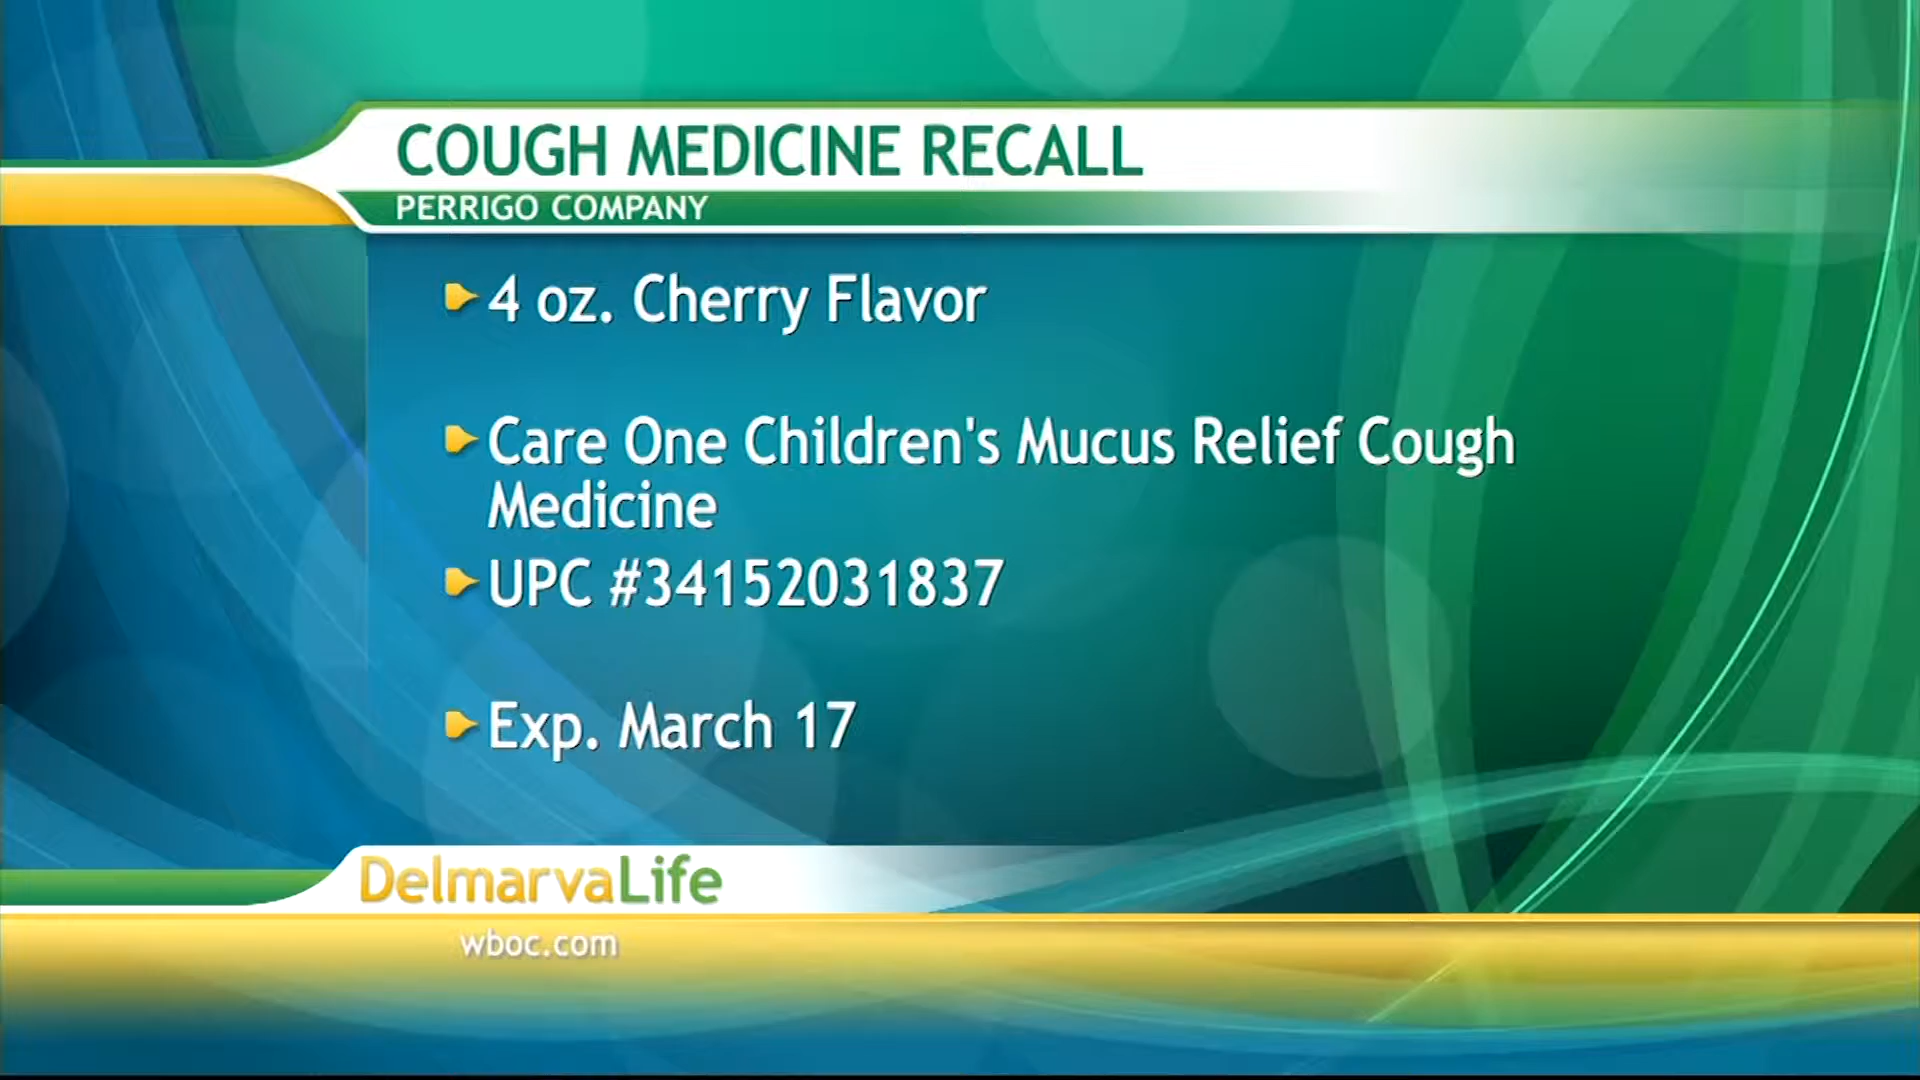 COUGH MEDICINE RECALL
PERRIGO COMPANY
4 oz. Cherry Flavor
Care One Children's Mucus Relief Cough
Medicine
UPC #34152031837
Exp. March 17
DelmarvaLife
wboc.com